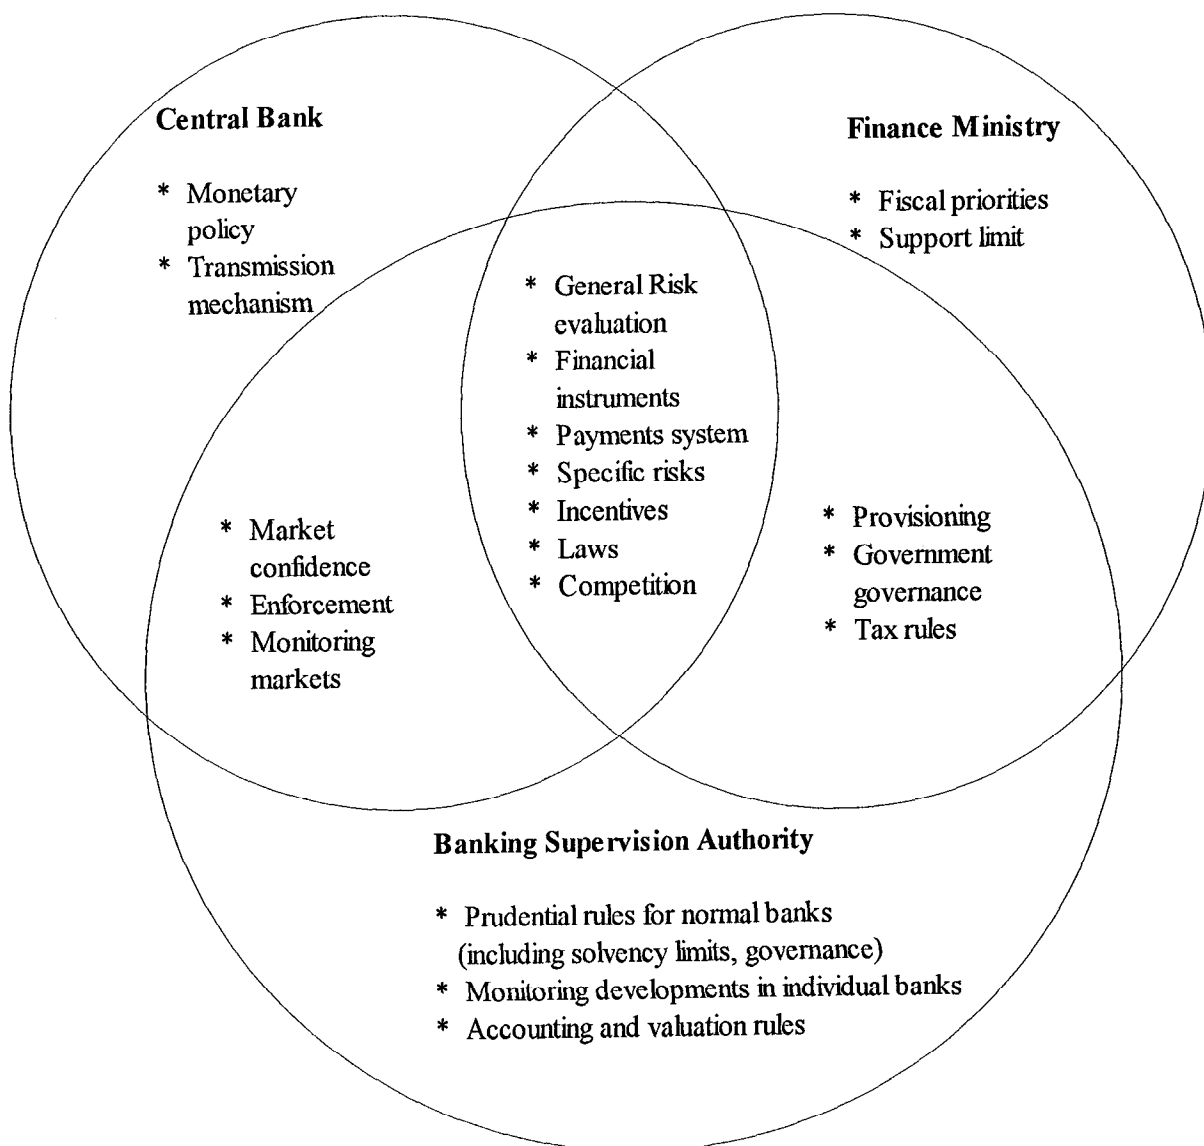 Central Bank
* Monetary
policy
* Transmission
mechanism
Finance Ministry
* Fiscal priorities
* Support limit
* General Risk
evaluation
* Financial
instruments
* Payments system
* Specific risks
* Incentives
* Laws
* Competition
* Market
confidence
* Enforcement
* Monitoring
markets
* Provisioning
* Government
governance
* Tax rules
Banking Supervision Authority
* Prudential rules for normal banks
(including solvency limits, governance)
* Monitoring developments in individual banks
* Accounting and valuation rules